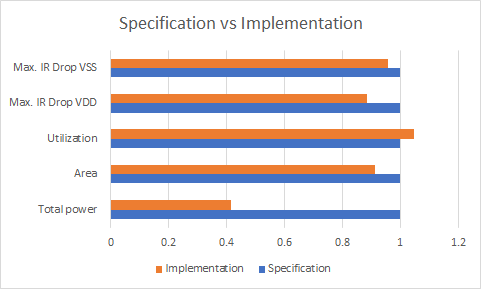 Specification vs Implementation
Max. IR Drop VSS
Max. IR Drop VDD
Utilization
Area
Total power
0 0.2 0.4 0.6 0.8 1 1.2
Implementation Specification